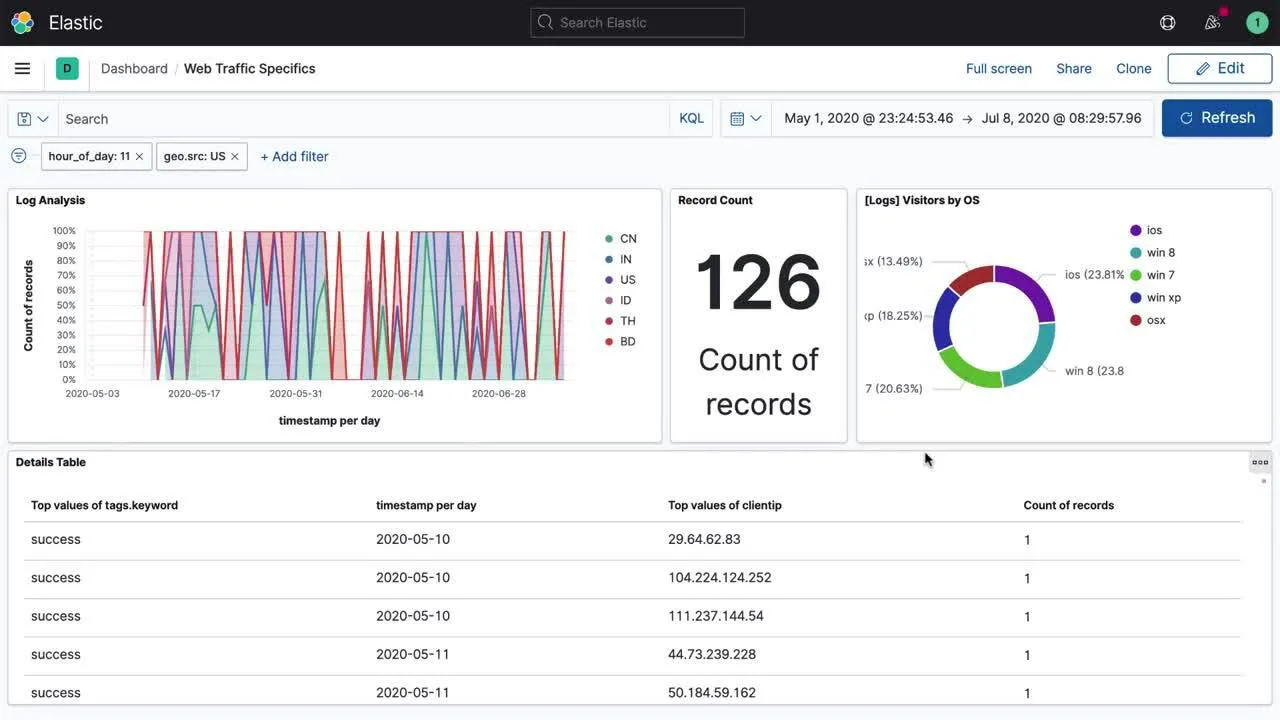 Elastic
Search Elastic
1
D
Dashboard / Web Traffic Specifics
Full screen
Share
Clone
Edit
Search
KQL
May 1, 2020 @ 23:24:53.46 → Jul 8, 2020 @ 08:29:57.96
Refresh
hour_of_day: 11 ×
geo.src: US ×
+ Add filter
Log Analysis
Count of records
100%
90%
80%
70%
60%
50%
40%
30%
20%
10%
0%
2020-05-03 2020-05-17 2020-05-31 2020-06-14 2020-06-28
timestamp per day
CN
IN
US
ID
TH
BD
Record Count
126
Count of
records
[Logs] Visitors by OS
sx (13.49%)
xp (18.25%)
7 (20.63%)
ios (23.81%
win 8 (23.8
ios
win 8
win 7
win xp
osx
Details Table
Top values of tags.keyword timestamp per day Top values of clientip Count of records
success 2020-05-10 29.64.62.83 1
success 2020-05-10 104.224.124.252 1
success 2020-05-10 111.237.144.54 1
success 2020-05-11 44.73.239.228 1
success 2020-05-11 50.184.59.162 1